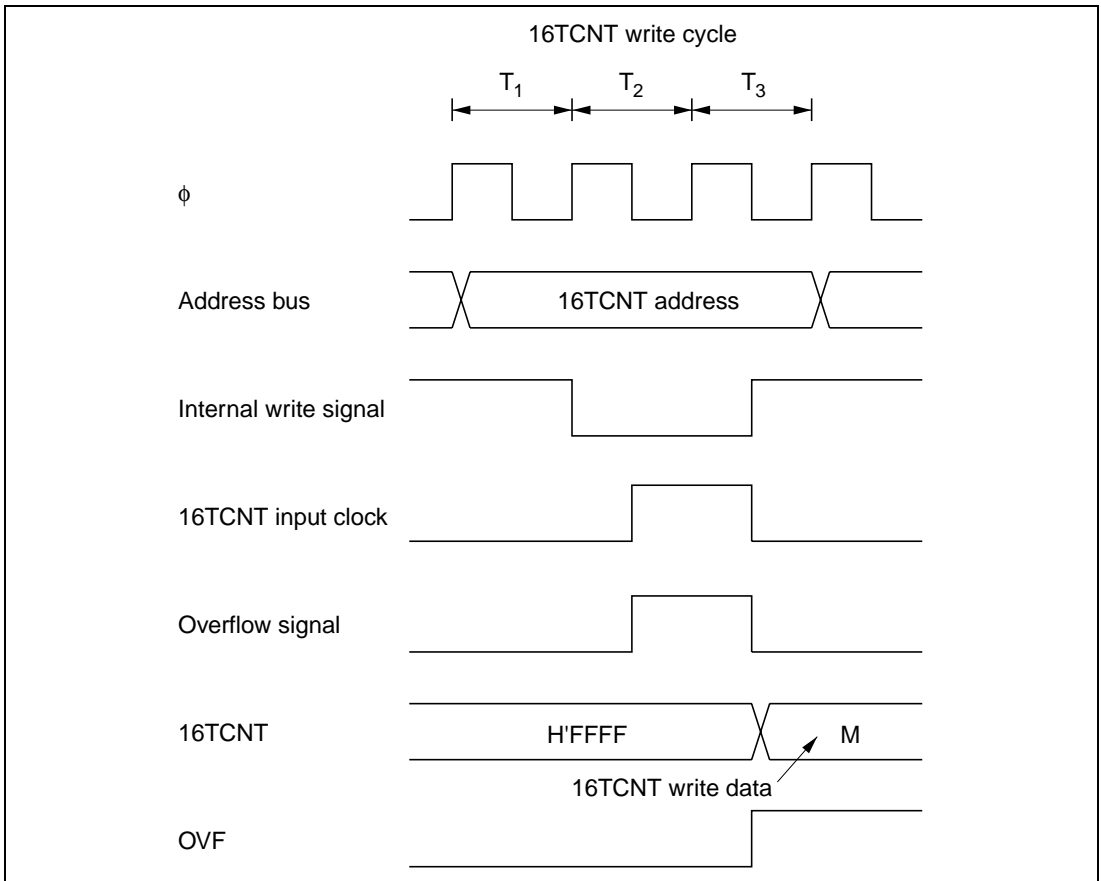 16TCNT write cycle
T1 T2 T3
φ
Address bus 16TCNT address
Internal write signal
16TCNT input clock
Overflow signal
16TCNT H'FFFF M
16TCNT write data
OVF